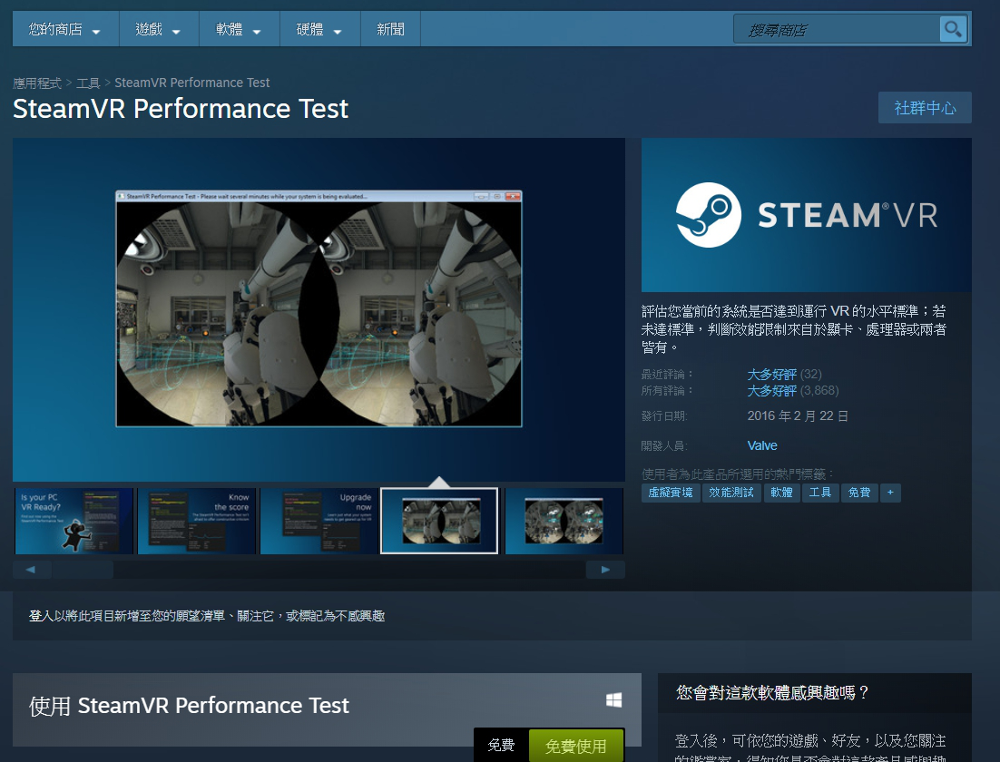 您的商店
遊戲
軟體
硬體
新聞
搜尋商店
應用程式 > 工具 > SteamVR Performance Test
SteamVR Performance Test
社群中心
SteamVR Performance Test - Please wait several minutes while your system is being evaluated...
STEAM®VR
評估您當前的系統是否達到運行 VR 的水平標準；若
未達標準，判斷效能限制來自於顯卡、處理器或兩者
皆有。
最近評論：
大多好評 (32)
所有評論：
大多好評 (3,868)
發行日期:
2016 年 2 月 22 日
開發人員:
Valve
使用者為此產品所選用的熱門標籤：
虛擬實境
效能測試
軟體
工具
免費
+
Is your PC
VR Ready?
Find out now using the
SteamVR Performance Test
Know
the score
Upgrade
now
登入以將此項目新增至您的願望清單、關注它，或標記為不感興趣
使用 SteamVR Performance Test
免費
免費使用
您會對這款軟體感興趣嗎？
登入後，可依您的遊戲、好友，以及您關注